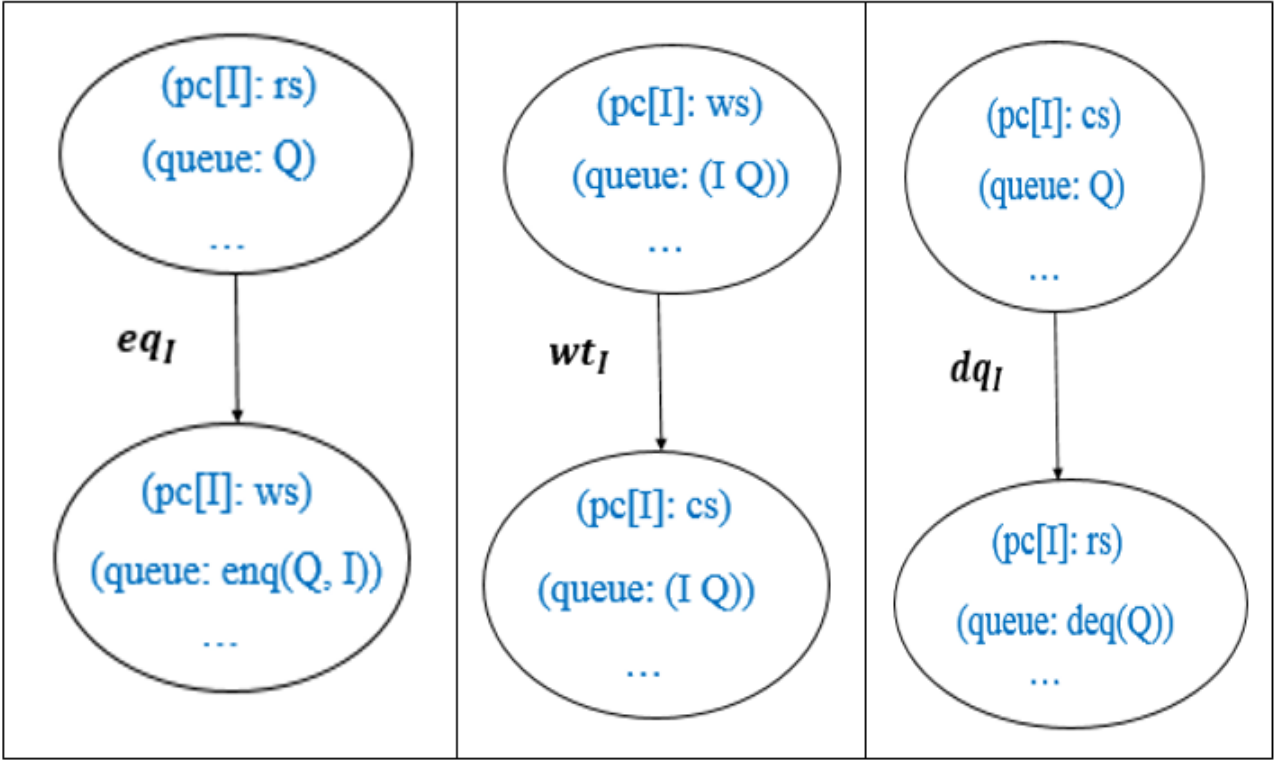 (pc[I]: rs)
(queue: Q)
...
eq_I
(pc[I]: ws)
(queue: enq(Q, I))
...
(pc[I]: ws)
(queue: (I Q))
...
wt_I
(pc[I]: cs)
(queue: (I Q))
...
(pc[I]: cs)
(queue: Q)
...
dq_I
(pc[I]: rs)
(queue: deq(Q))
...